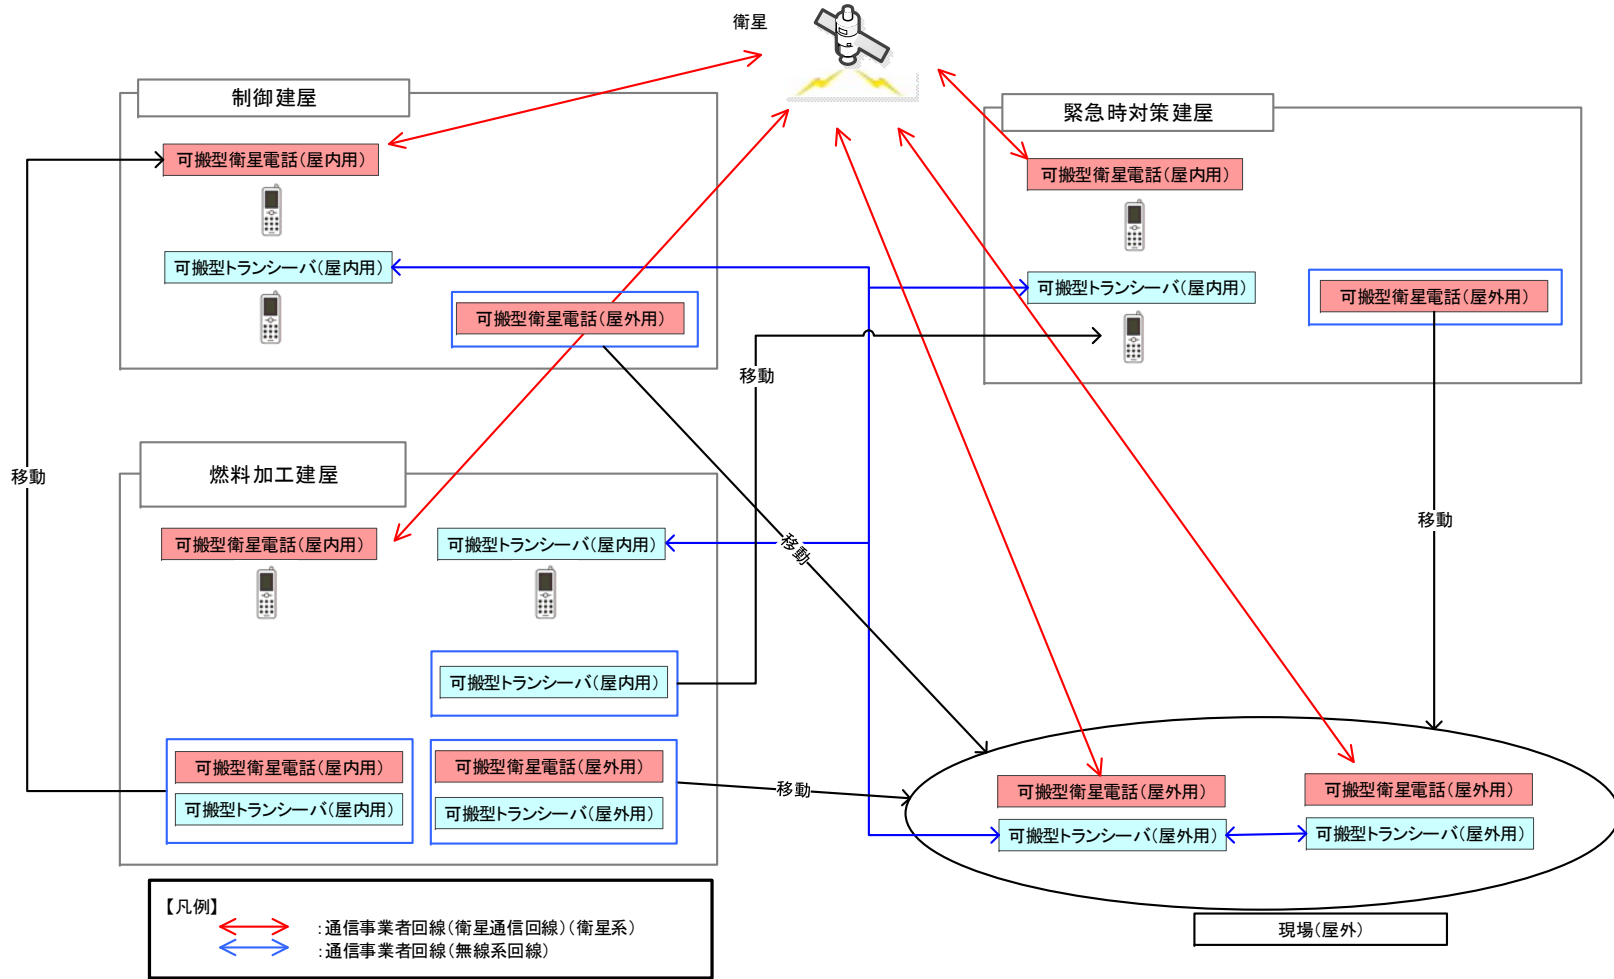 衛星
制御建屋
可搬型衛星電話(屋内用)
可搬型トランシーバ(屋内用)
可搬型衛星電話(屋外用)
緊急時対策建屋
可搬型衛星電話(屋内用)
可搬型トランシーバ(屋内用)
可搬型衛星電話(屋外用)
移動
移動
移動
移動
燃料加工建屋
可搬型衛星電話(屋内用)
可搬型トランシーバ(屋内用)
可搬型トランシーバ(屋内用)
可搬型衛星電話(屋内用)
可搬型トランシーバ(屋内用)
可搬型衛星電話(屋外用)
可搬型トランシーバ(屋外用)
移動
可搬型衛星電話(屋外用)
可搬型トランシーバ(屋外用)
可搬型衛星電話(屋外用)
可搬型トランシーバ(屋外用)
現場(屋外)
【凡例】
:通信事業者回線(衛星通信回線)(衛星系)
:通信事業者回線(無線系回線)